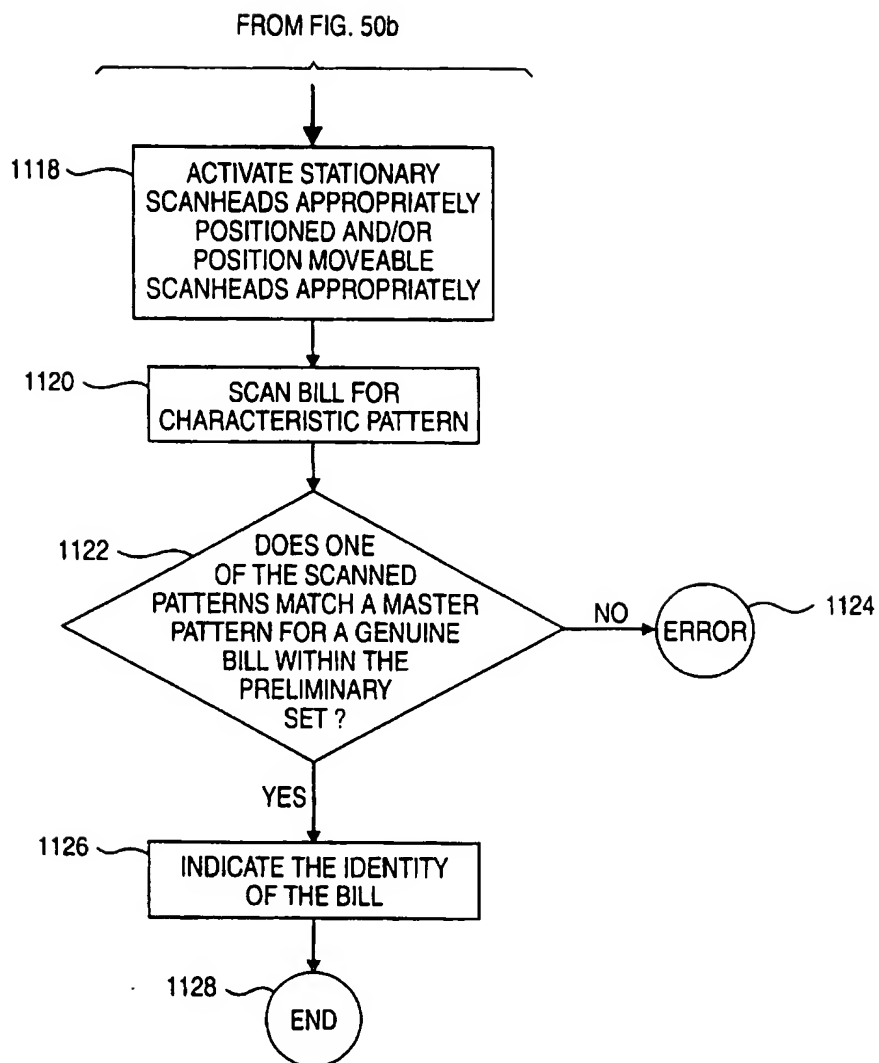 FROM FIG. 50b
1118
ACTIVATE STATIONARY
SCANHEADS APPROPRIATELY
POSITIONED AND/OR
POSITION MOVEABLE
SCANHEADS APPROPRIATELY
1120
SCAN BILL FOR
CHARACTERISTIC PATTERN
1122
DOES ONE
OF THE SCANNED
PATTERNS MATCH A MASTER
PATTERN FOR A GENUINE
BILL WITHIN THE
PRELIMINARY
SET ?
NO
ERROR
1124
YES
1126
INDICATE THE IDENTITY
OF THE BILL
1128
END